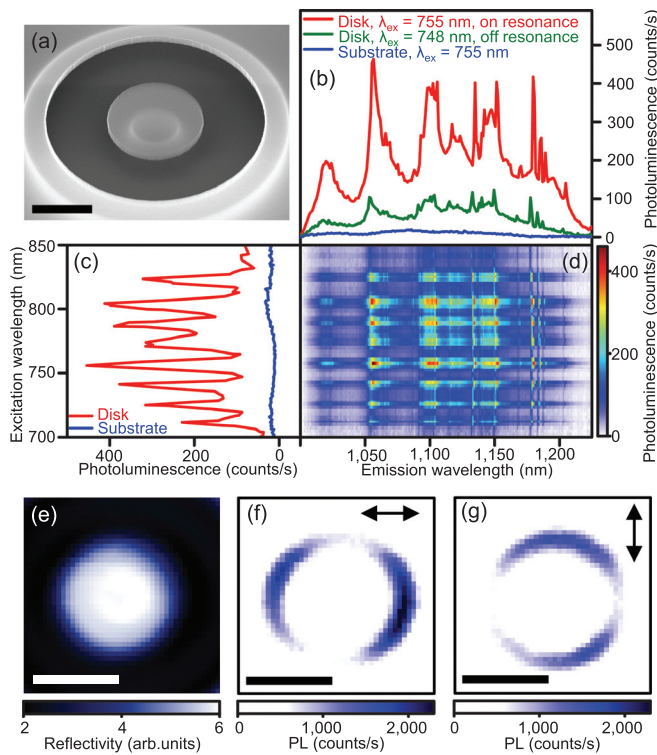 (a)
Disk, λex = 755 nm, on resonance
Disk, λex = 748 nm, off resonance
Substrate, λex = 755 nm
(b)
500
400
300
200
100
0
Photoluminescence (counts/s)
850
800
750
700
Excitation wavelength (nm)
(c)
Disk
Substrate
400
200
0
Photoluminescence (counts/s)
(d)
1,050
1,100
1,150
1,200
Emission wavelength (nm)
400
200
0
Photoluminescence (counts/s)
(e)
2
4
6
Reflectivity (arb.units)
(f)
0
1,000
2,000
PL (counts/s)
(g)
0
1,000
2,000
PL (counts/s)